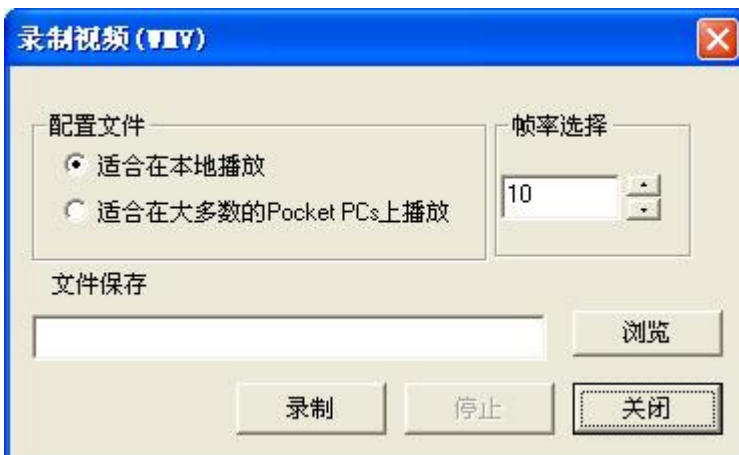 录制视频(WMV)
配置文件
帧率选择
适合在本地播放
10
适合在大多数的Pocket PCs上播放
文件保存
浏览
录制 停止 关闭